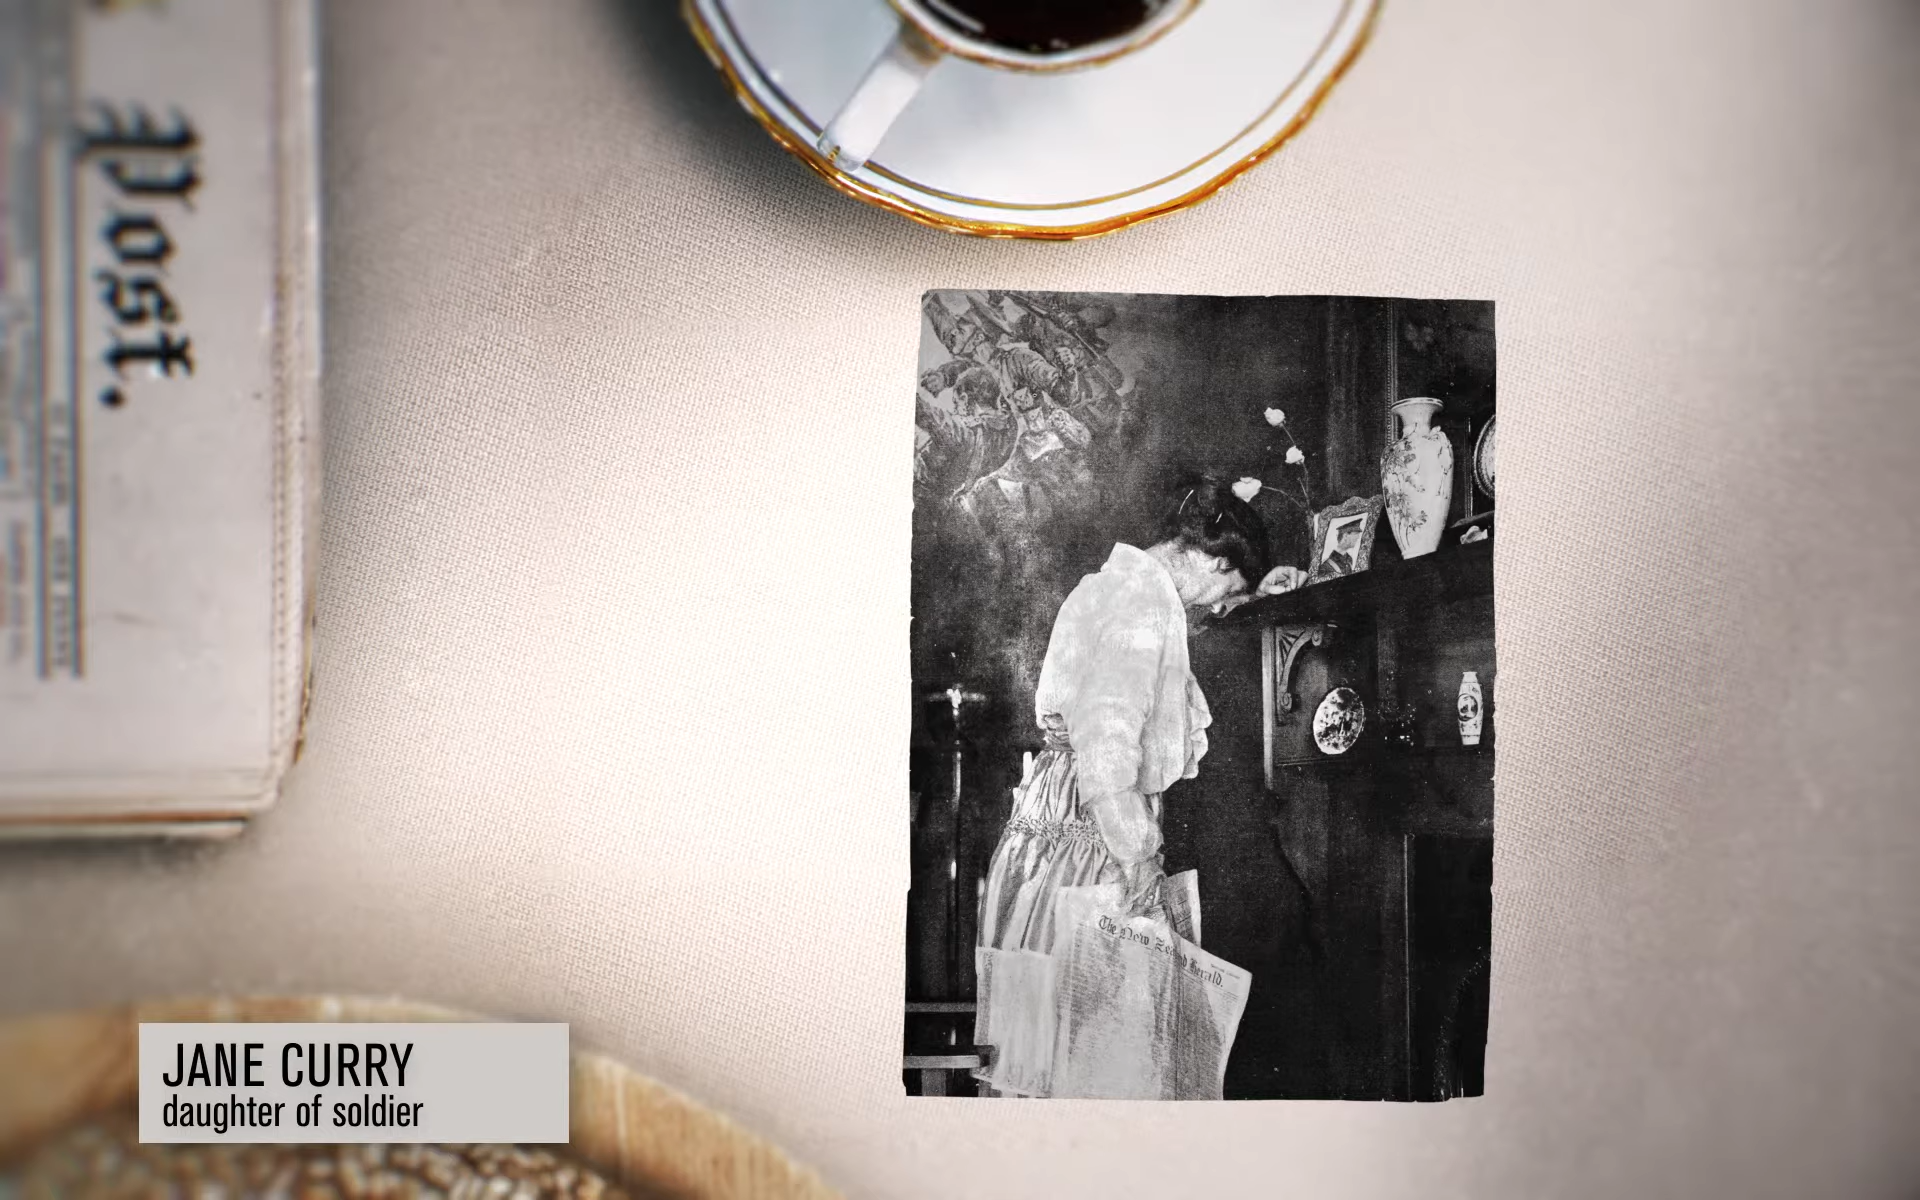 Post.
The New Zealand Herald.
JANE CURRY
daughter of soldier